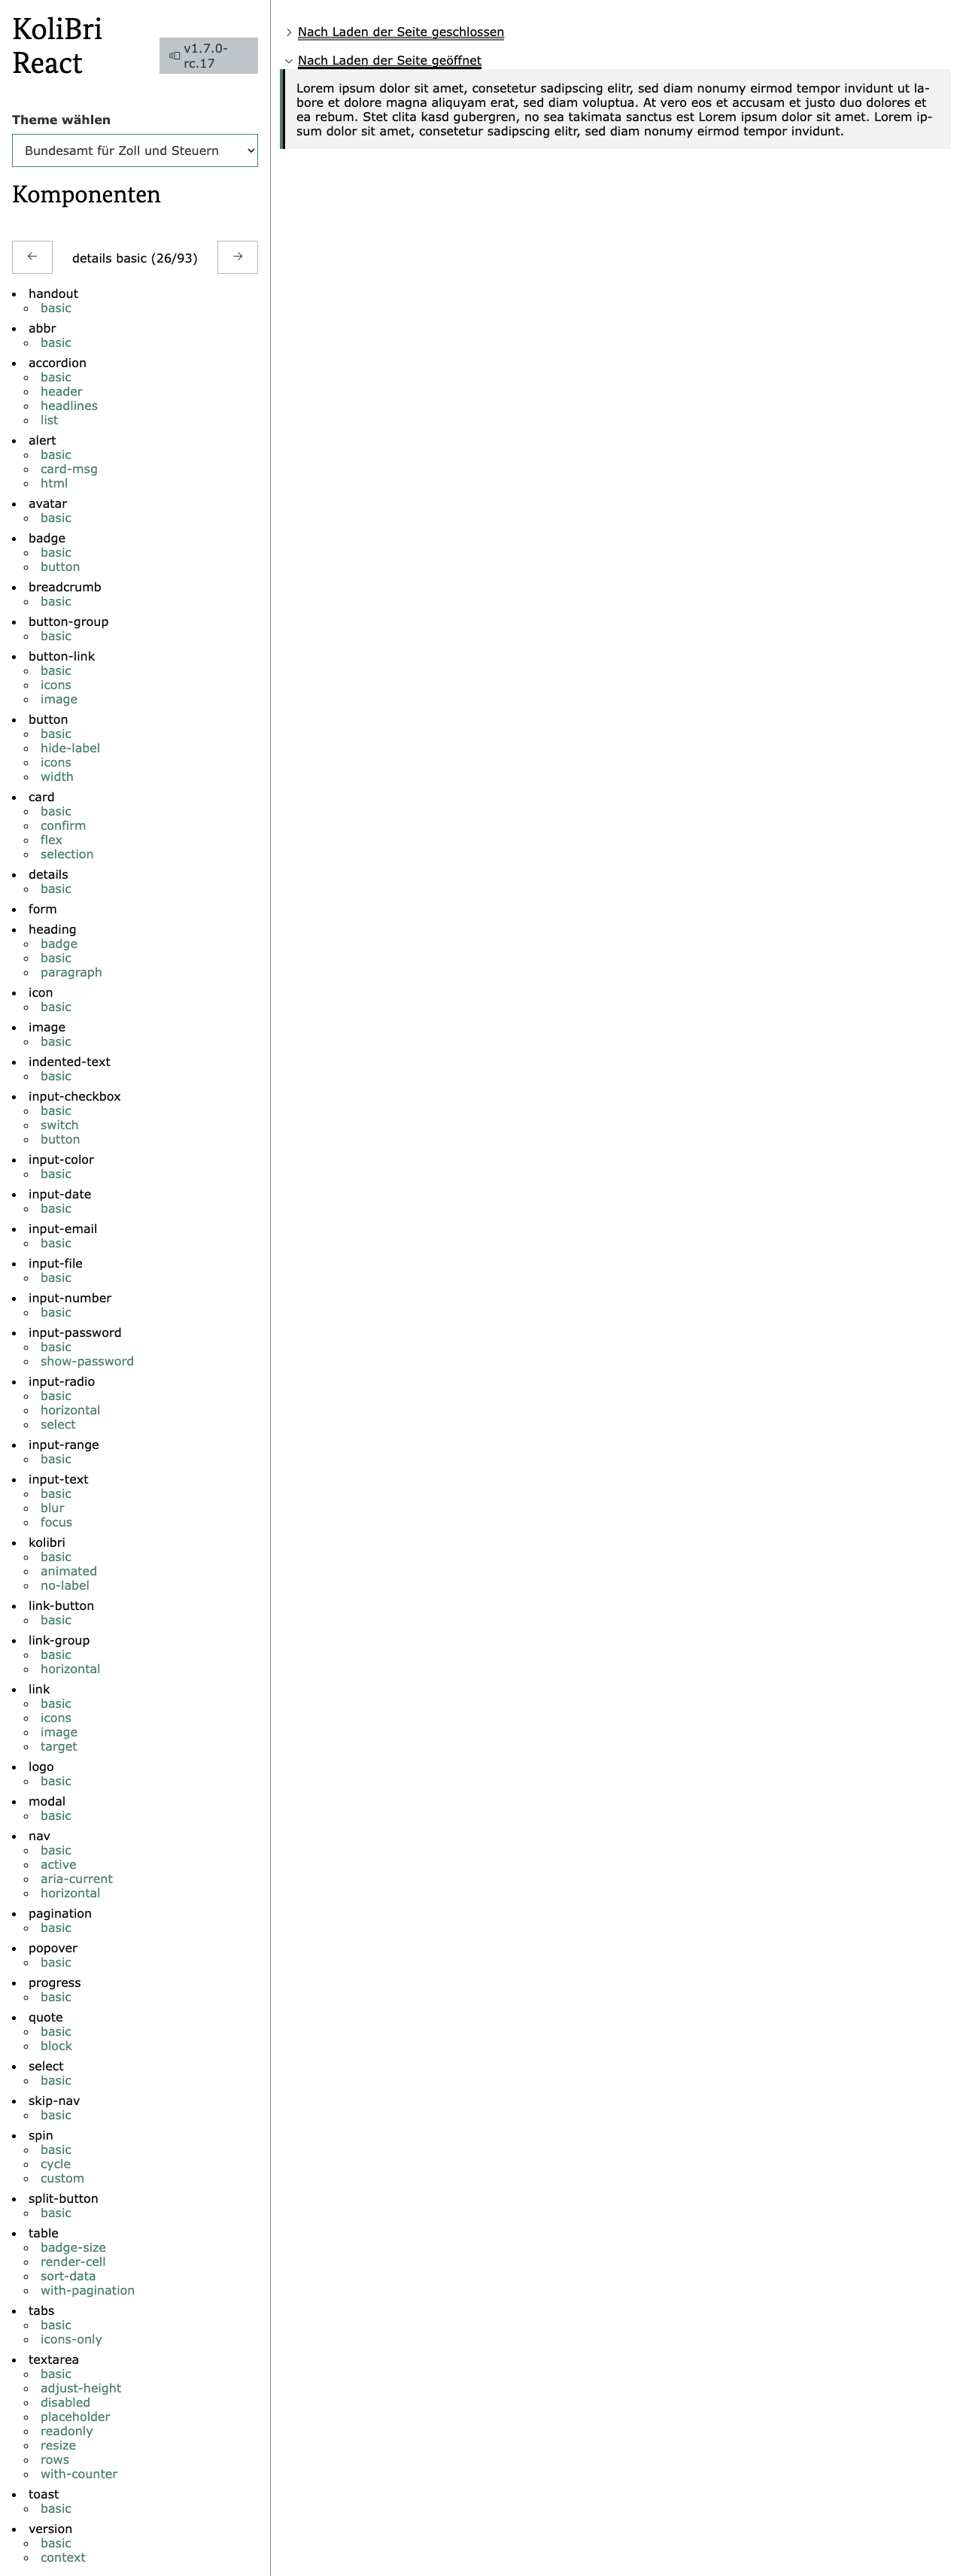 KoliBri
React
v1.7.0-
rc.17
Theme wählen
Bundesamt für Zoll und Steuern
Komponenten
← details basic (26/93) →
handout
basic
abbr
basic
accordion
basic
header
headlines
list
alert
basic
card-msg
html
avatar
basic
badge
basic
button
breadcrumb
basic
button-group
basic
button-link
basic
icons
image
button
basic
hide-label
icons
width
card
basic
confirm
flex
selection
details
basic
form
heading
badge
basic
paragraph
icon
basic
image
basic
indented-text
basic
input-checkbox
basic
switch
button
input-color
basic
input-date
basic
input-email
basic
input-file
basic
input-number
basic
input-password
basic
show-password
input-radio
basic
horizontal
select
input-range
basic
input-text
basic
blur
focus
kolibri
basic
animated
no-label
link-button
basic
link-group
basic
horizontal
link
basic
icons
image
target
logo
basic
modal
basic
nav
basic
active
aria-current
horizontal
pagination
basic
popover
basic
progress
basic
quote
basic
block
select
basic
skip-nav
basic
spin
basic
cycle
custom
split-button
basic
table
badge-size
render-cell
sort-data
with-pagination
tabs
basic
icons-only
textarea
basic
adjust-height
disabled
placeholder
readonly
resize
rows
with-counter
toast
basic
version
basic
context
Nach Laden der Seite geschlossen
Nach Laden der Seite geöffnet
Lorem ipsum dolor sit amet, consetetur sadipscing elitr, sed diam nonumy eirmod tempor invidunt ut la-
bore et dolore magna aliquyam erat, sed diam voluptua. At vero eos et accusam et justo duo dolores et
ea rebum. Stet clita kasd gubergren, no sea takimata sanctus est Lorem ipsum dolor sit amet. Lorem ip-
sum dolor sit amet, consetetur sadipscing elitr, sed diam nonumy eirmod tempor invidunt.